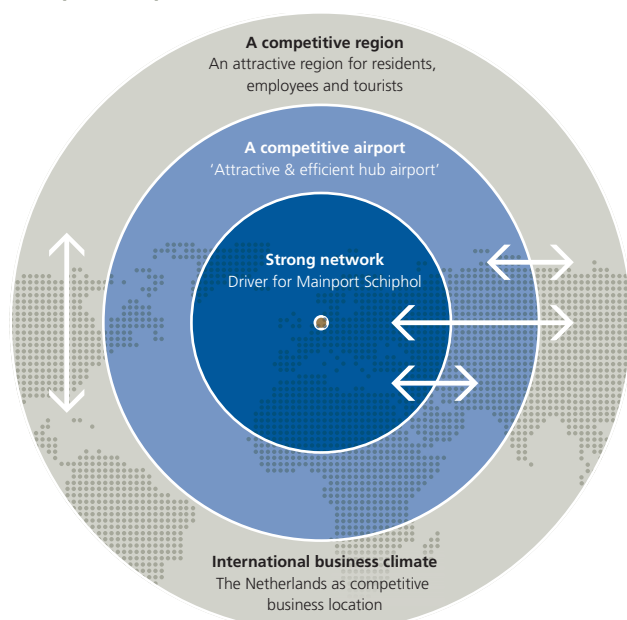 A competitive region
An attractive region for residents,
employees and tourists
A competitive airport
'Attractive & efficient hub airport'
Strong network
Driver for Mainport Schiphol
International business climate
The Netherlands as competitive
business location